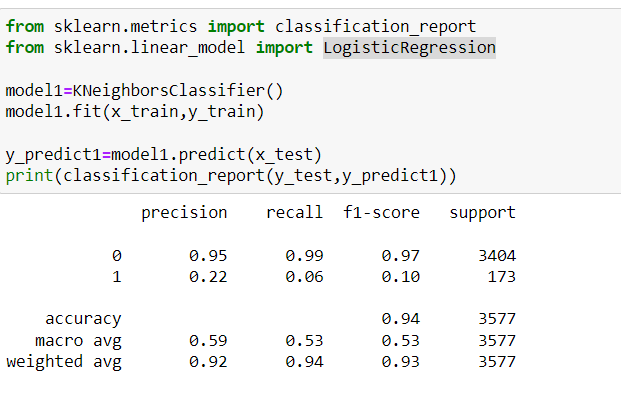 from sklearn.metrics import classification_report
from sklearn.linear_model import LogisticRegression
model1=KNeighborsClassifier()
model1.fit(x_train,y_train)
y_predict1=model1.predict(x_test)
print(classification_report(y_test,y_predict1))
precision recall f1-score support
0 0.95 0.99 0.97 3404
1 0.22 0.06 0.10 173
accuracy 0.94 3577
macro avg 0.59 0.53 0.53 3577
weighted avg 0.92 0.94 0.93 3577